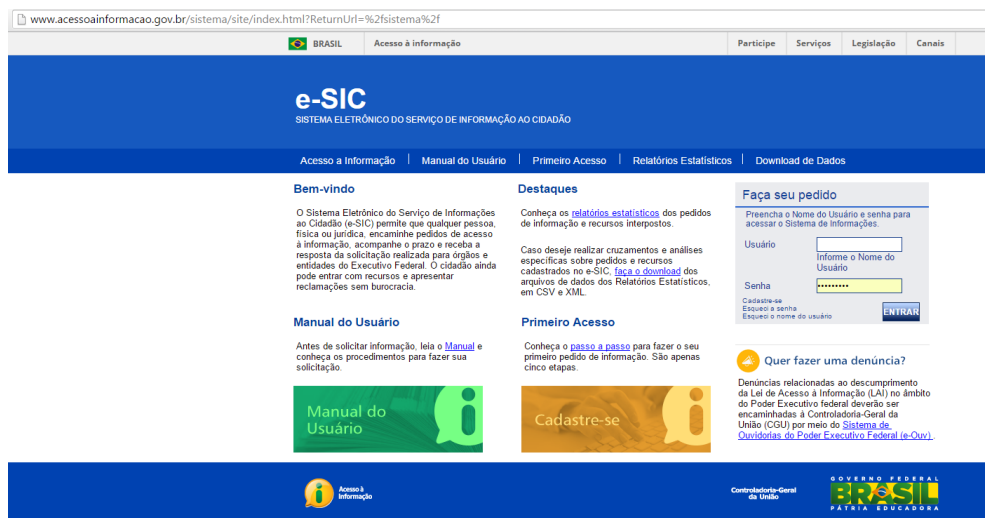 www.acessoainformacao.gov.br/sistema/site/index.html?ReturnUrl=%2fsistema%2f
BRASIL
Acesso à informação
Participe
Serviços
Legislação
Canais
e-SIC
SISTEMA ELETRÔNICO DO SERVIÇO DE INFORMAÇÃO AO CIDADÃO
Acesso a Informação
Manual do Usuário
Primeiro Acesso
Relatórios Estatísticos
Download de Dados
Bem-vindo
O Sistema Eletrônico do Serviço de Informações
ao Cidadão (e-SIC) permite que qualquer pessoa,
física ou jurídica, encaminhe pedidos de acesso
à informação, acompanhe o prazo e receba a
resposta da solicitação realizada para órgãos e
entidades do Executivo Federal. O cidadão ainda
pode entrar com recursos e apresentar
reclamações sem burocracia.
Destaques
Conheça os relatórios estatísticos dos pedidos
de informação e recursos interpostos.
Caso deseje realizar cruzamentos e análises
específicas sobre pedidos e recursos
cadastrados no e-SIC, faça o download dos
arquivos de dados dos Relatórios Estatísticos,
em CSV e XML.
Faça seu pedido
Preencha o Nome do Usuário e senha para
acessar o Sistema de Informações.
Usuário
Informe o Nome do
Usuário
Senha
•••••••••
Cadastre-se
Esqueci a senha
Esqueci o nome do usuário
ENTRAR
Manual do Usuário
Antes de solicitar informação, leia o Manual e
conheça os procedimentos para fazer sua
solicitação.
Manual do
Usuário
Primeiro Acesso
Conheça o passo a passo para fazer o seu
primeiro pedido de informação. São apenas
cinco etapas.
Cadastre-se
Quer fazer uma denúncia?
Denúncias relacionadas ao descumprimento
da Lei de Acesso à Informação (LAI) no âmbito
do Poder Executivo federal deverão ser
encaminhadas à Controladoria-Geral da
União (CGU) por meio do Sistema de
Ouvidorias do Poder Executivo Federal (e-Ouv) .
Acesso à
Informação
Controladoria-Geral
da União
GOVERNO FEDERAL
BRASIL
PÁTRIA EDUCADORA